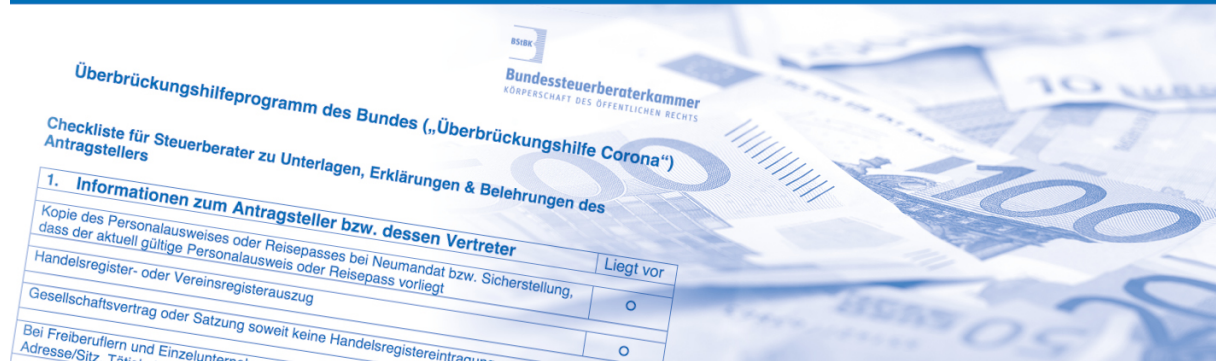 BStBK
Bundessteuerberaterkammer
KÖRPERSCHAFT DES ÖFFENTLICHEN RECHTS
Überbrückungshilfeprogramm des Bundes („Überbrückungshilfe Corona“)
Checkliste für Steuerberater zu Unterlagen, Erklärungen & Belehrungen des
Antragstellers
1. Informationen zum Antragsteller bzw. dessen Vertreter
Liegt vor
Kopie des Personalausweises oder Reisepasses bei Neumandat bzw. Sicherstellung,
dass der aktuell gültige Personalausweis oder Reisepass vorliegt
Handelsregister- oder Vereinsregisterauszug
Gesellschaftsvertrag oder Satzung soweit keine
Bei Freiberuflern und
Adresse/Sitz,
100
10